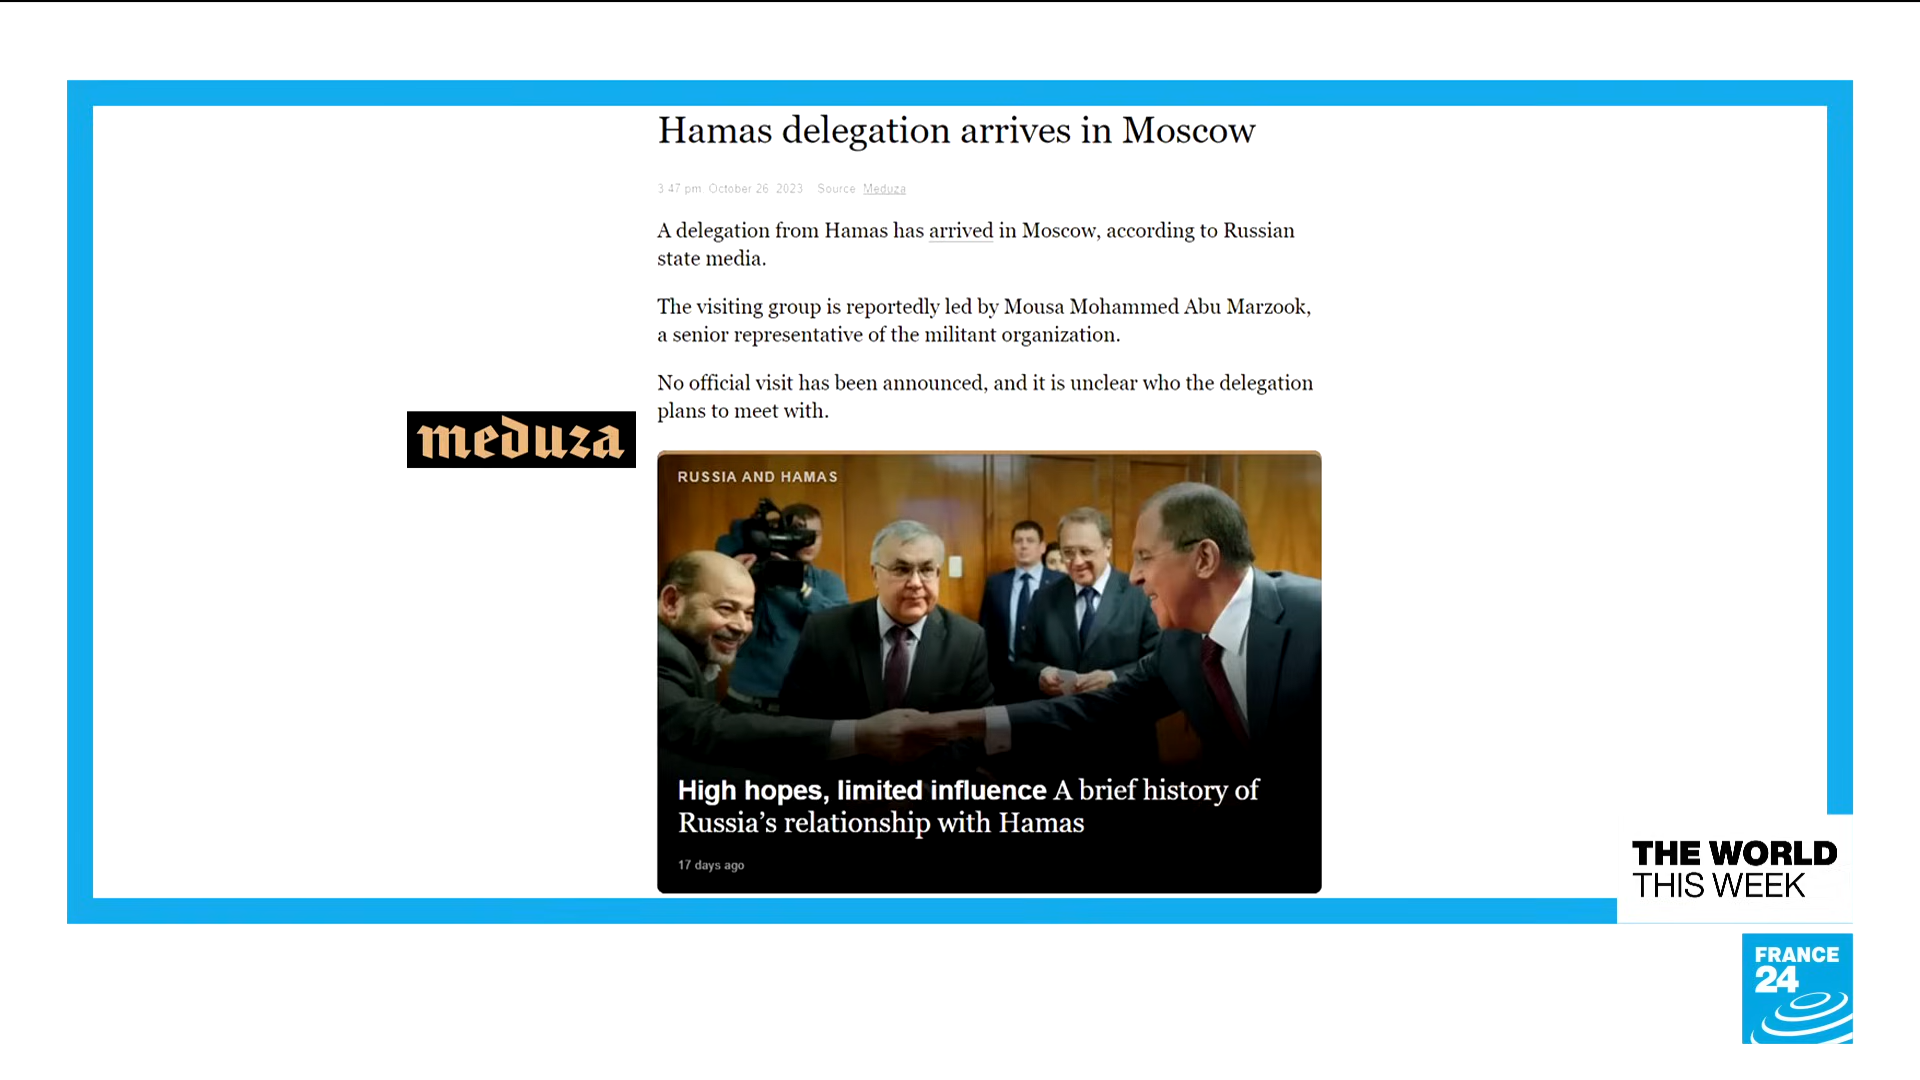 Hamas delegation arrives in Moscow
3:47 pm, October 26, 2023 Source: Meduza
A delegation from Hamas has arrived in Moscow, according to Russian
state media.
The visiting group is reportedly led by Mousa Mohammed Abu Marzook,
a senior representative of the militant organization.
No official visit has been announced, and it is unclear who the delegation
plans to meet with.
meduza
RUSSIA AND HAMAS
High hopes, limited influence A brief history of
Russia’s relationship with Hamas
17 days ago
THE WORLD
THIS WEEK
FRANCE
24